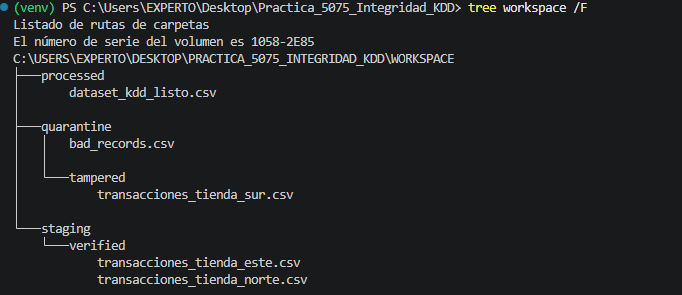 (venv) PS C:\Users\EXPERTO\Desktop\Practica_5075_Integridad_KDD> tree workspace /F
Listado de rutas de carpetas
El número de serie del volumen es 1058-2E85
C:\USERS\EXPERTO\DESKTOP\PRACTICA_5075_INTEGRIDAD_KDD\WORKSPACE
├───processed
│       dataset_kdd_listo.csv
│
├───quarantine
│   │   bad_records.csv
│   │
│   └───tampered
│           transacciones_tienda_sur.csv
│
└───staging
    └───verified
            transacciones_tienda_este.csv
            transacciones_tienda_norte.csv